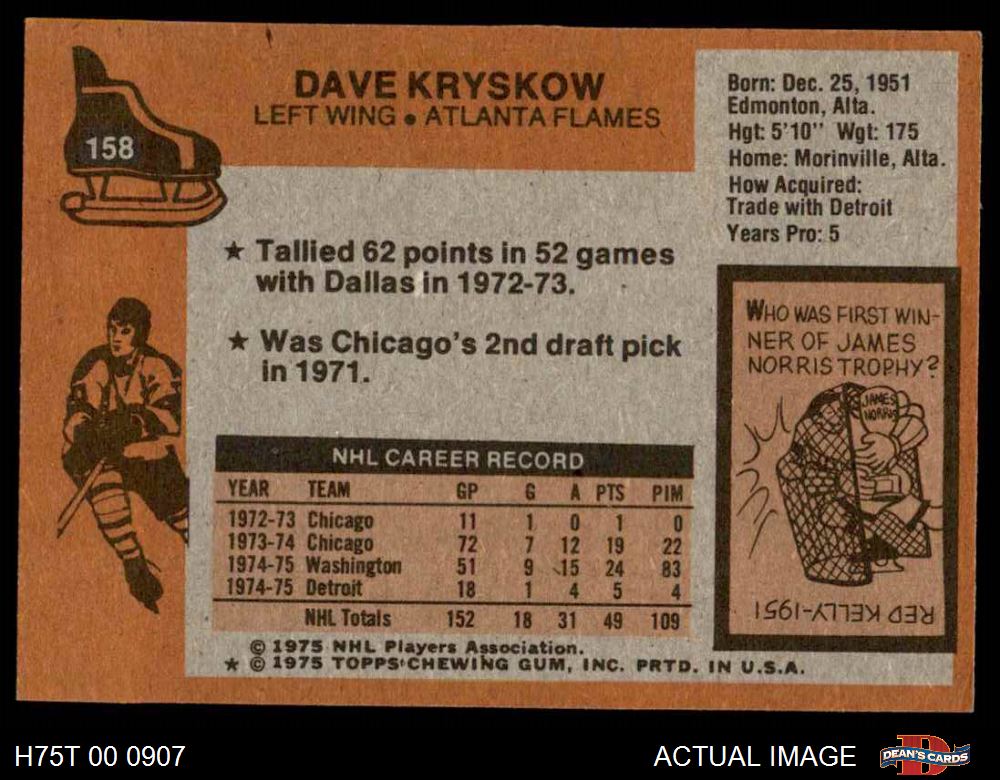 158
DAVE KRYSKOW
LEFT WING • ATLANTA FLAMES
Born: Dec. 25, 1951
Edmonton, Alta.
Hgt: 5'10" Wgt: 175
Home: Morinville, Alta.
How Acquired:
Trade with Detroit
Years Pro: 5
★ Tallied 62 points in 52 games
with Dallas in 1972-73.
★ Was Chicago's 2nd draft pick
in 1971.
NHL CAREER RECORD
YEAR TEAM GP G A PTS PIM
1972-73 Chicago 11 1 0 1 0
1973-74 Chicago 72 7 12 19 22
1974-75 Washington 51 9 15 24 83
1974-75 Detroit 18 1 4 5 4
NHL Totals 152 18 31 49 109
© 1975 NHL Players Association.
★ © 1975 TOPPS CHEWING GUM, INC. PRTD. IN U.S.A.
WHO WAS FIRST WIN-
NER OF JAMES
NORRIS TROPHY?
JAMES
NORRIS
RED KELLY-1951
H75T 00 0907
ACTUAL IMAGE
DEAN'S CARDS